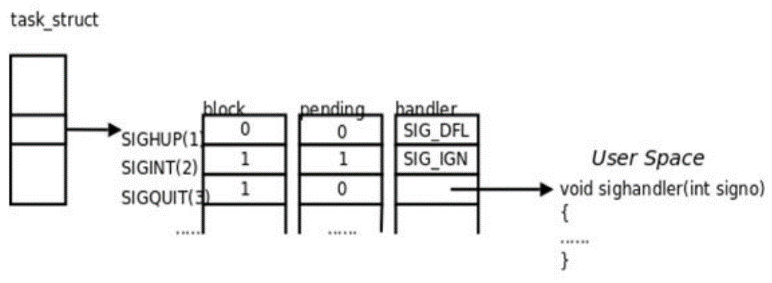 task_struct
block pending handler
SIGHUP(1) 0 0 SIG_DFL
SIGINT(2) 1 1 SIG_IGN
User Space
SIGQUIT(3) 1 0 void sighandler(int signo)
{
...... ...... ......
}